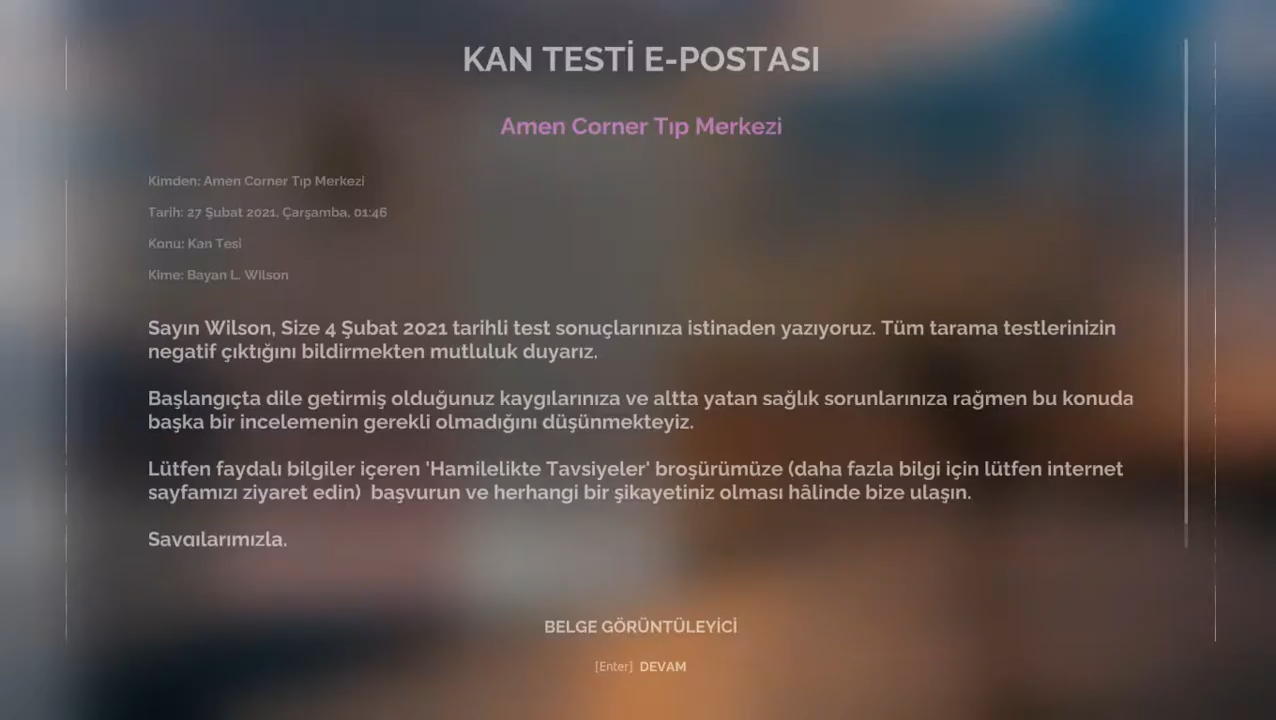 KAN TESTİ E-POSTASI
Amen Corner Tıp Merkezi
Kimden: Amen Corner Tıp Merkezi
Tarih: 27 Şubat 2021, Çarşamba, 01:46
Konu: Kan Tesi
Kime: Bayan L. Wilson
Sayın Wilson, Size 4 Şubat 2021 tarihli test sonuçlarınıza istinaden yazıyoruz. Tüm tarama testlerinizin
negatif çıktığını bildirmekten mutluluk duyarız.
Başlangıçta dile getirmiş olduğunuz kaygılarınıza ve altta yatan sağlık sorunlarınıza rağmen bu konuda
başka bir incelemenin gerekli olmadığını düşünmekteyiz.
Lütfen faydalı bilgiler içeren 'Hamilelikte Tavsiyeler' broşürümüze (daha fazla bilgi için lütfen internet
sayfamızı ziyaret edin) başvurun ve herhangi bir şikayetiniz olması hâlinde bize ulaşın.
Saygılarımızla.
BELGE GÖRÜNTÜLEYİCİ
[Enter] DEVAM